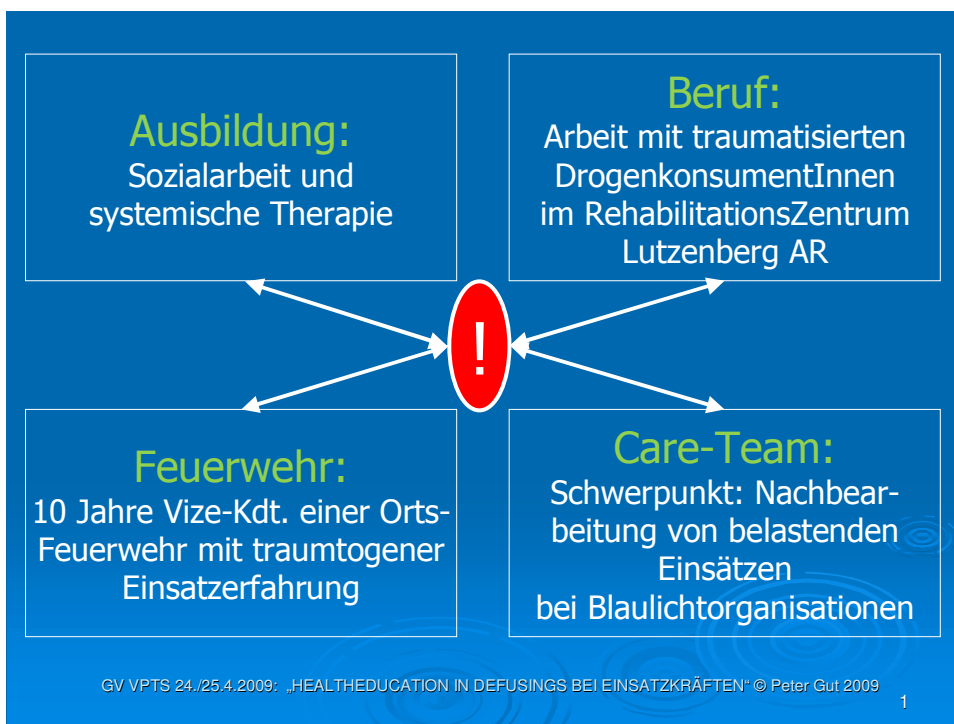 Ausbildung:
Sozialarbeit und
systemische Therapie
Beruf:
Arbeit mit traumatisierten
DrogenkonsumentInnen
im RehabilitationsZentrum
Lutzenberg AR
!
Feuerwehr:
10 Jahre Vize-Kdt. einer Orts-
Feuerwehr mit traumtogener
Einsatzerfahrung
Care-Team:
Schwerpunkt: Nachbear-
beitung von belastenden
Einsätzen
bei Blaulichtorganisationen
GV VPTS 24./25.4.2009: „HEALTHEDUCATION IN DEFUSINGS BEI EINSATZKRÄFTEN“ © Peter Gut 2009
1